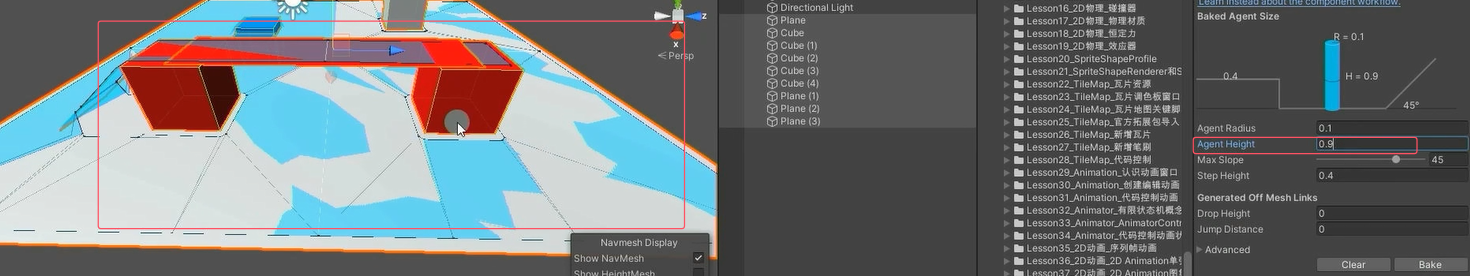 z
x
< Persp
Navmesh Display
Show NavMesh
Show HeightMesh
Directional Light
Plane
Cube
Cube (1)
Cube (2)
Cube (3)
Cube (4)
Plane (1)
Plane (2)
Plane (3)
Lesson16_2D物理_碰撞器
Lesson17_2D物理_物理材质
Lesson18_2D物理_恒定力
Lesson19_2D物理_效应器
Lesson20_SpriteShapeProfile
Lesson21_SpriteShapeRenderer和S
Lesson22_TileMap_瓦片资源
Lesson23_TileMap_瓦片调色板窗口
Lesson24_TileMap_瓦片地图关键脚
Lesson25_TileMap_官方拓展包导入
Lesson26_TileMap_新增瓦片
Lesson27_TileMap_新增笔刷
Lesson28_TileMap_代码控制
Lesson29_Animation_认识动画窗口
Lesson30_Animation_创建编辑动画
Lesson31_Animation_代码控制动画
Lesson32_Animator_有限状态机概念
Lesson33_Animator_AnimatorContr
Lesson34_Animator_代码控制动画状
Lesson35_2D动画_序列帧动画
Lesson36_2D动画_2D Animation单
Lesson37_2D动画_2D Animation图
Learn instead about the component workflow.
Baked Agent Size
R = 0.1
0.4
H = 0.9
45°
Agent Radius 0.1
Agent Height 0.9
Max Slope 45
Step Height 0.4
Generated Off Mesh Links
Drop Height 0
Jump Distance 0
Advanced
Clear Bake